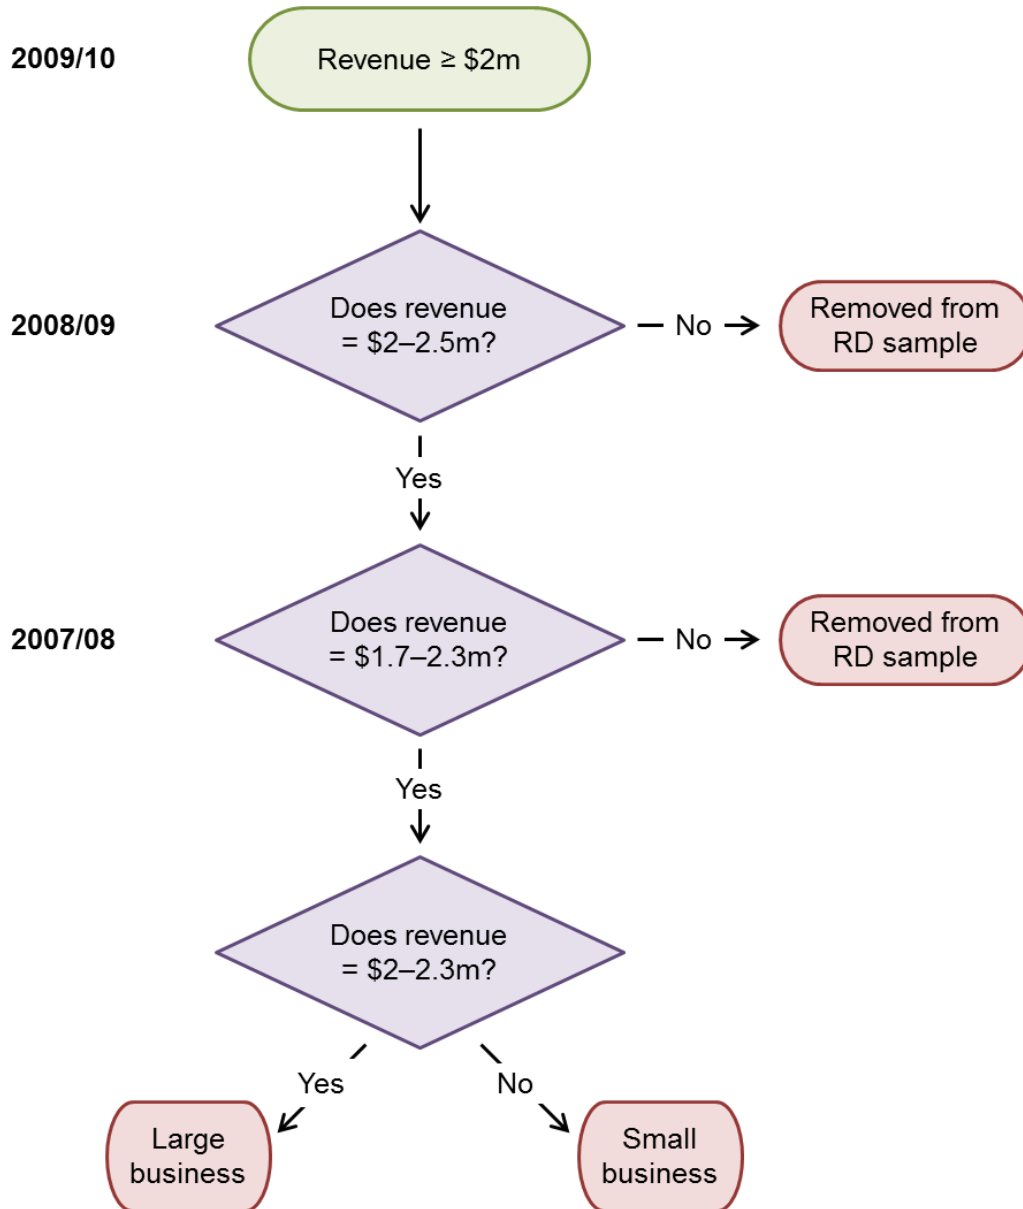 2009/10
Revenue ≥ $2m
2008/09
Does revenue
= $2–2.5m?
No
Removed from
RD sample
Yes
2007/08
Does revenue
= $1.7–2.3m?
No
Removed from
RD sample
Yes
Does revenue
= $2–2.3m?
Yes
No
Large
business
Small
business